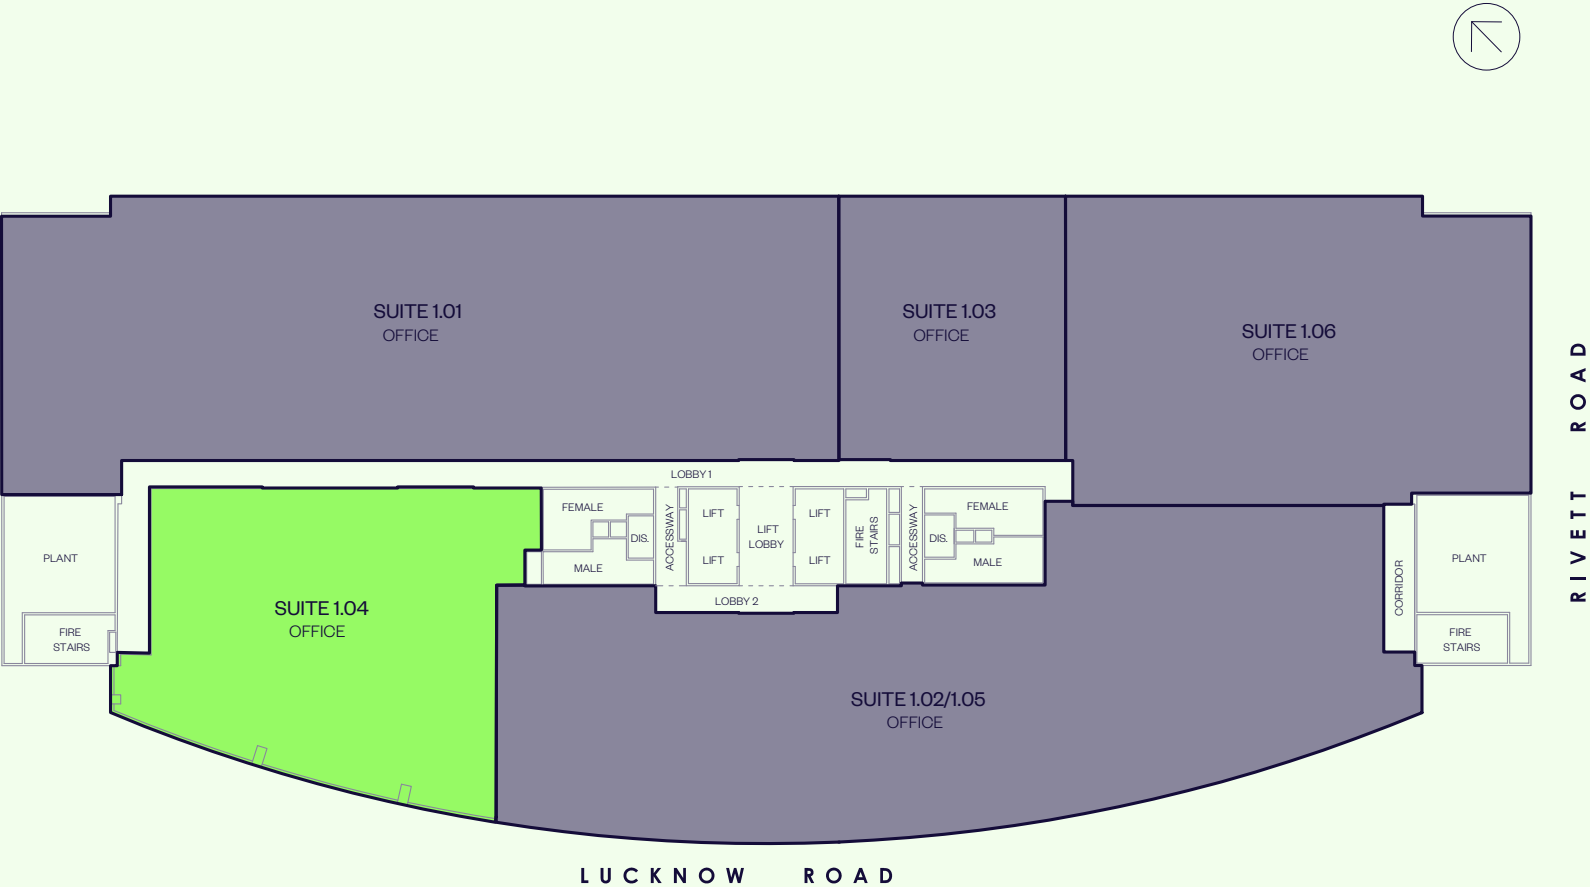 SUITE 1.01
OFFICE
SUITE 1.03
OFFICE
SUITE 1.06
OFFICE
RIVETT ROAD
LOBBY 1
FEMALE
DIS.
MALE
ACCESSWAY
LIFT
LIFT
LIFT
LOBBY
LIFT
LIFT
FIRE
STAIRS
ACCESSWAY
FEMALE
DIS.
MALE
LOBBY 2
PLANT
FIRE
STAIRS
SUITE 1.04
OFFICE
CORRIDOR
PLANT
FIRE
STAIRS
SUITE 1.02/1.05
OFFICE
LUCKNOW ROAD